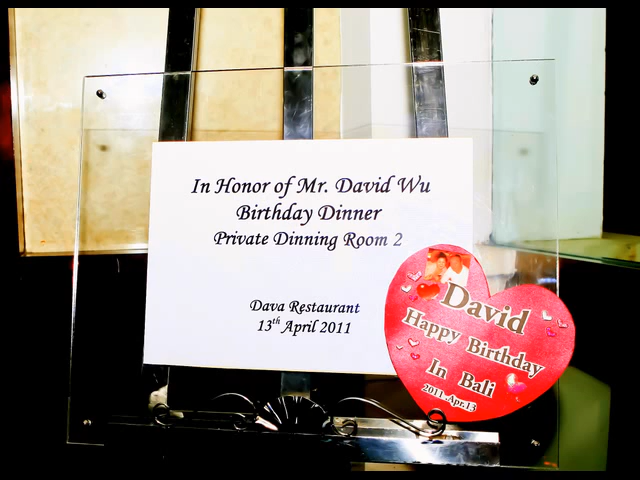 In Honor of Mr. David Wu
Birthday Dinner
Private Dinning Room 2
Dava Restaurant
13th April 2011
David
Happy Birthday
In Bali
2011.Apr.13